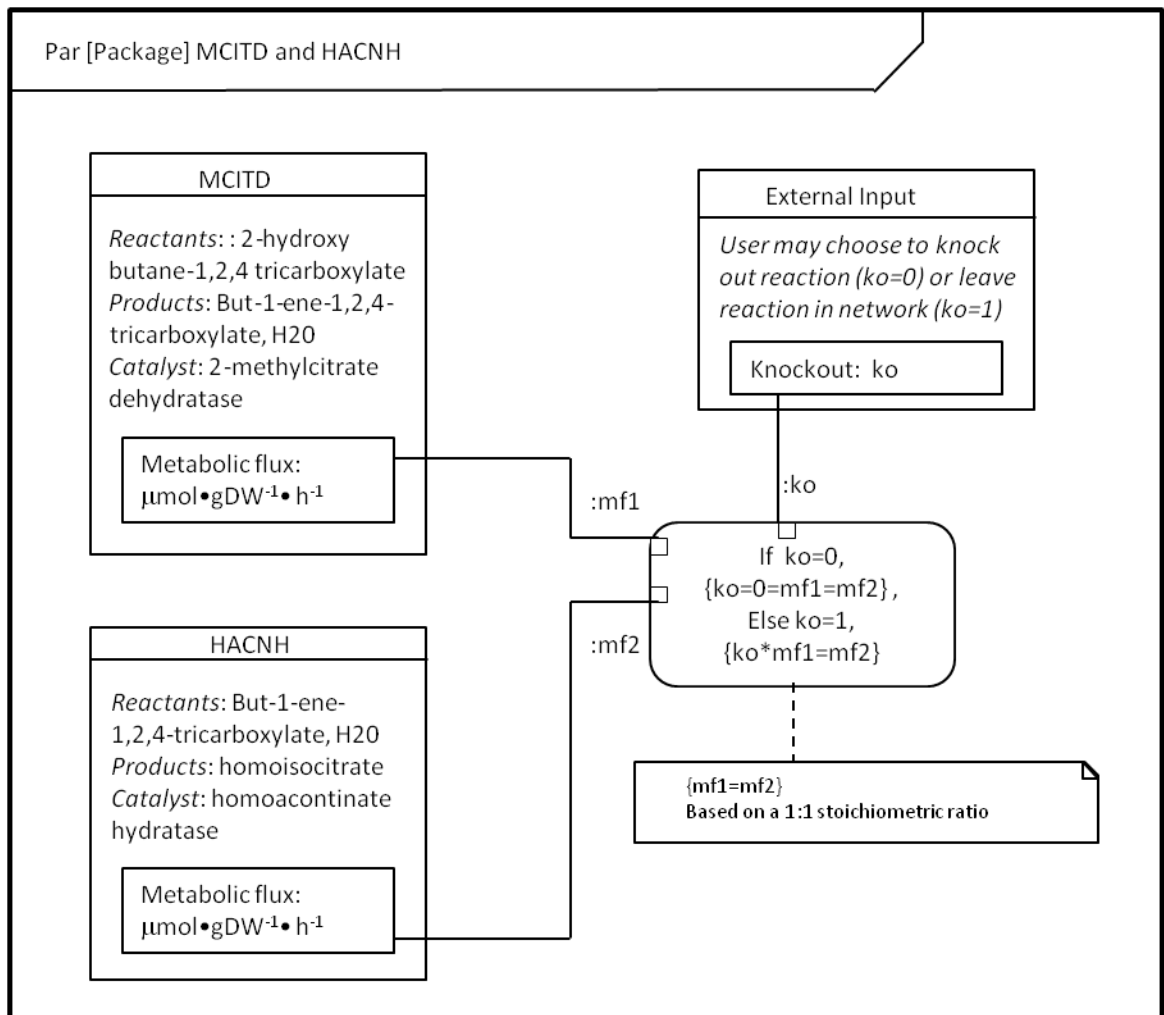 Par [Package] MCITD and HACNH
MCITD
Reactants: : 2-hydroxy
butane-1,2,4 tricarboxylate
Products: But-1-ene-1,2,4-
tricarboxylate, H20
Catalyst: 2-methylcitrate
dehydratase
Metabolic flux:
μmol•gDW⁻¹• h⁻¹
External Input
User may choose to knock
out reaction (ko=0) or leave
reaction in network (ko=1)
Knockout: ko
:ko
:mf1
If ko=0,
{ko=0=mf1=mf2} ,
Else ko=1,
{ko*mf1=mf2}
:mf2
HACNH
Reactants: But-1-ene-
1,2,4-tricarboxylate, H20
Products: homoisocitrate
Catalyst: homoacontinate
hydratase
Metabolic flux:
μmol•gDW⁻¹• h⁻¹
{mf1=mf2}
Based on a 1:1 stoichiometric ratio